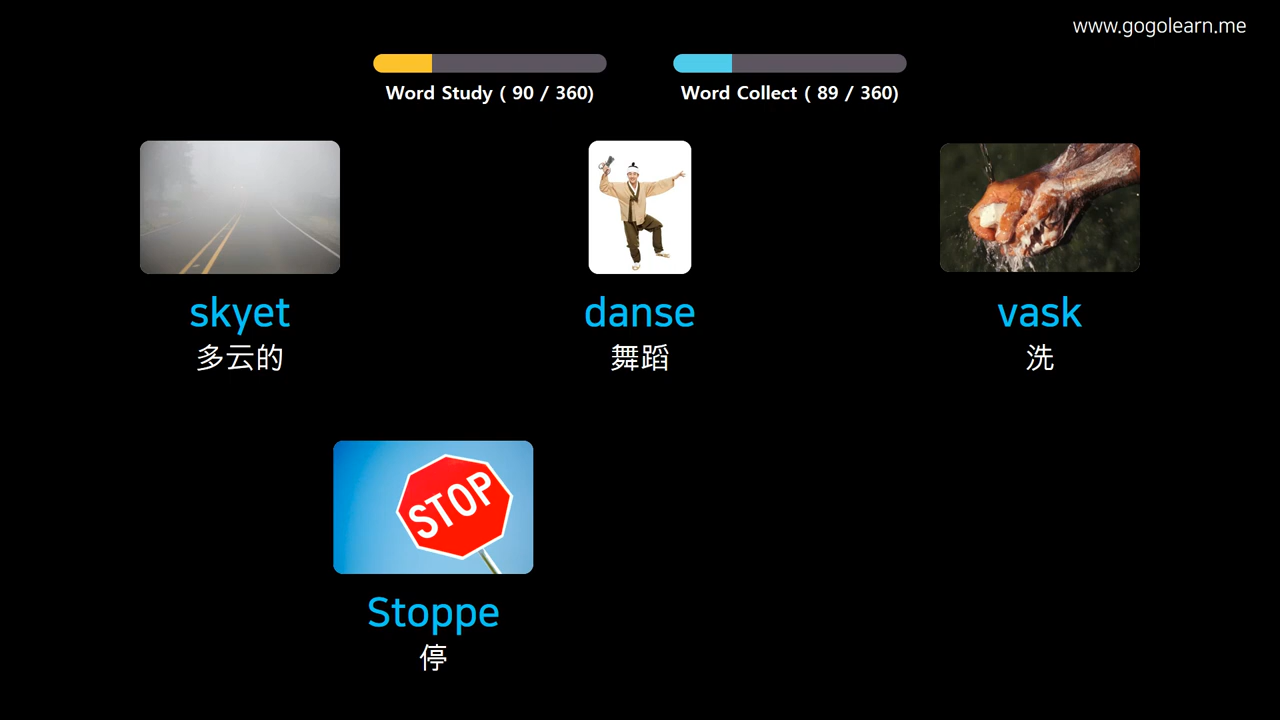 www.gogolearn.me
Word Study ( 90 / 360)
Word Collect ( 89 / 360)
skyet
多云的
danse
舞蹈
vask
洗
STOP
Stoppe
停